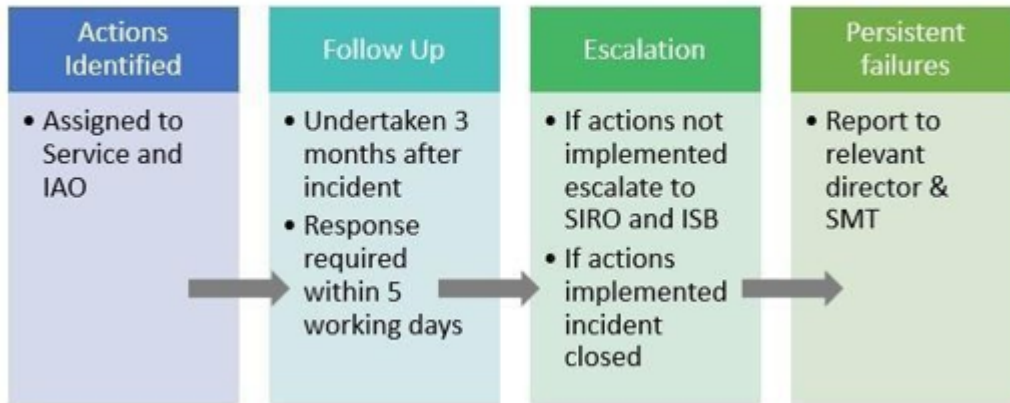 Actions
Identified
• Assigned to
Service and
IAO
Follow Up
• Undertaken 3
months after
incident
• Response
required
within 5
working days
Escalation
• If actions not
implemented
escalate to
SIRO and ISB
• If actions
implemented
incident
closed
Persistent
failures
• Report to
relevant
director &
SMT